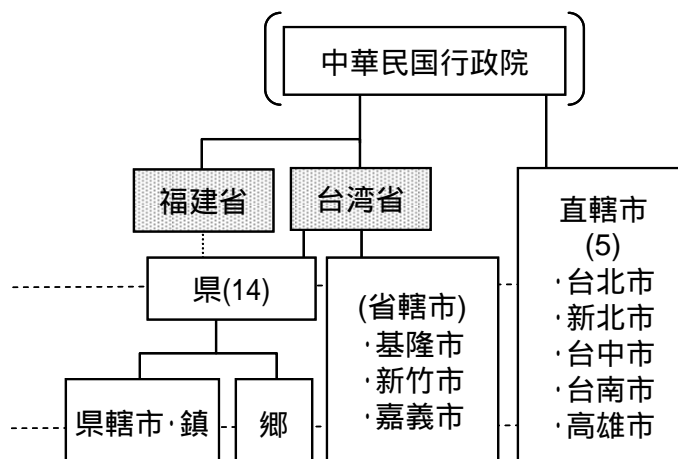 中華民国行政院
福建省
台湾省
直轄市
(5)
･台北市
･新北市
･台中市
･台南市
･高雄市
県(14)
(省轄市)
･基隆市
･新竹市
･嘉義市
県轄市･鎮
郷